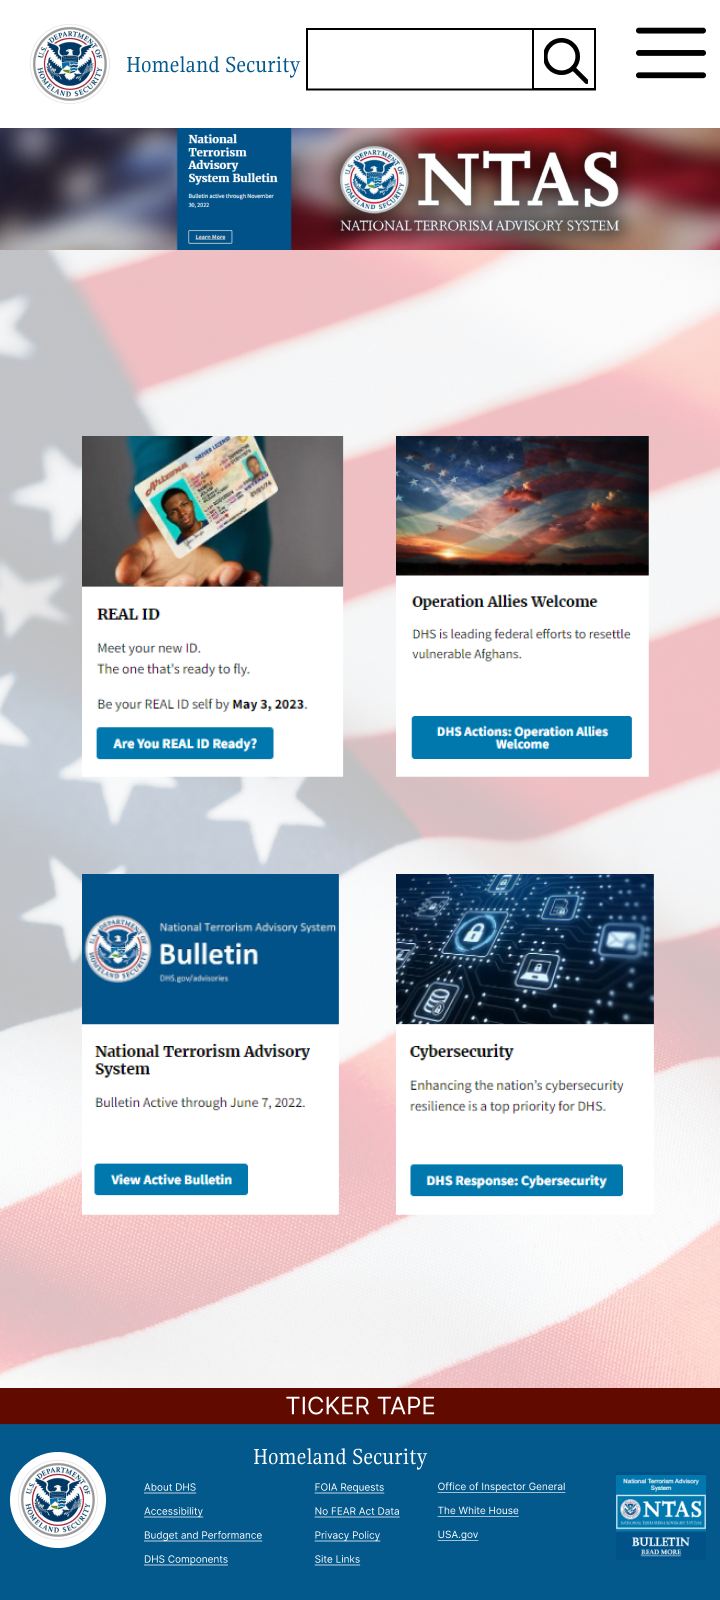 U.S. DEPARTMENT OF HOMELAND SECURITY
Homeland Security
National
Terrorism
Advisory
System Bulletin
Bulletin active through November
30, 2022
Learn More
U.S. DEPARTMENT OF HOMELAND SECURITY
NTAS
NATIONAL TERRORISM ADVISORY SYSTEM
Arizona
DRIVER LICENSE
REAL ID
Meet your new ID.
The one that's ready to fly.
Be your REAL ID self by May 3, 2023.
Are You REAL ID Ready?
Operation Allies Welcome
DHS is leading federal efforts to resettle
vulnerable Afghans.
DHS Actions: Operation Allies
Welcome
U.S. DEPARTMENT OF HOMELAND SECURITY
National Terrorism Advisory System
Bulletin
DHS.gov/advisories
National Terrorism Advisory
System
Bulletin Active through June 7, 2022.
View Active Bulletin
Cybersecurity
Enhancing the nation's cybersecurity
resilience is a top priority for DHS.
DHS Response: Cybersecurity
TICKER TAPE
U.S. DEPARTMENT OF HOMELAND SECURITY
Homeland Security
About DHS
Accessibility
Budget and Performance
DHS Components
FOIA Requests
No FEAR Act Data
Privacy Policy
Site Links
Office of Inspector General
The White House
USA.gov
National Terrorism Advisory
System
NTAS
NATIONAL TERRORISM ADVISORY SYSTEM
BULLETIN
READ MORE